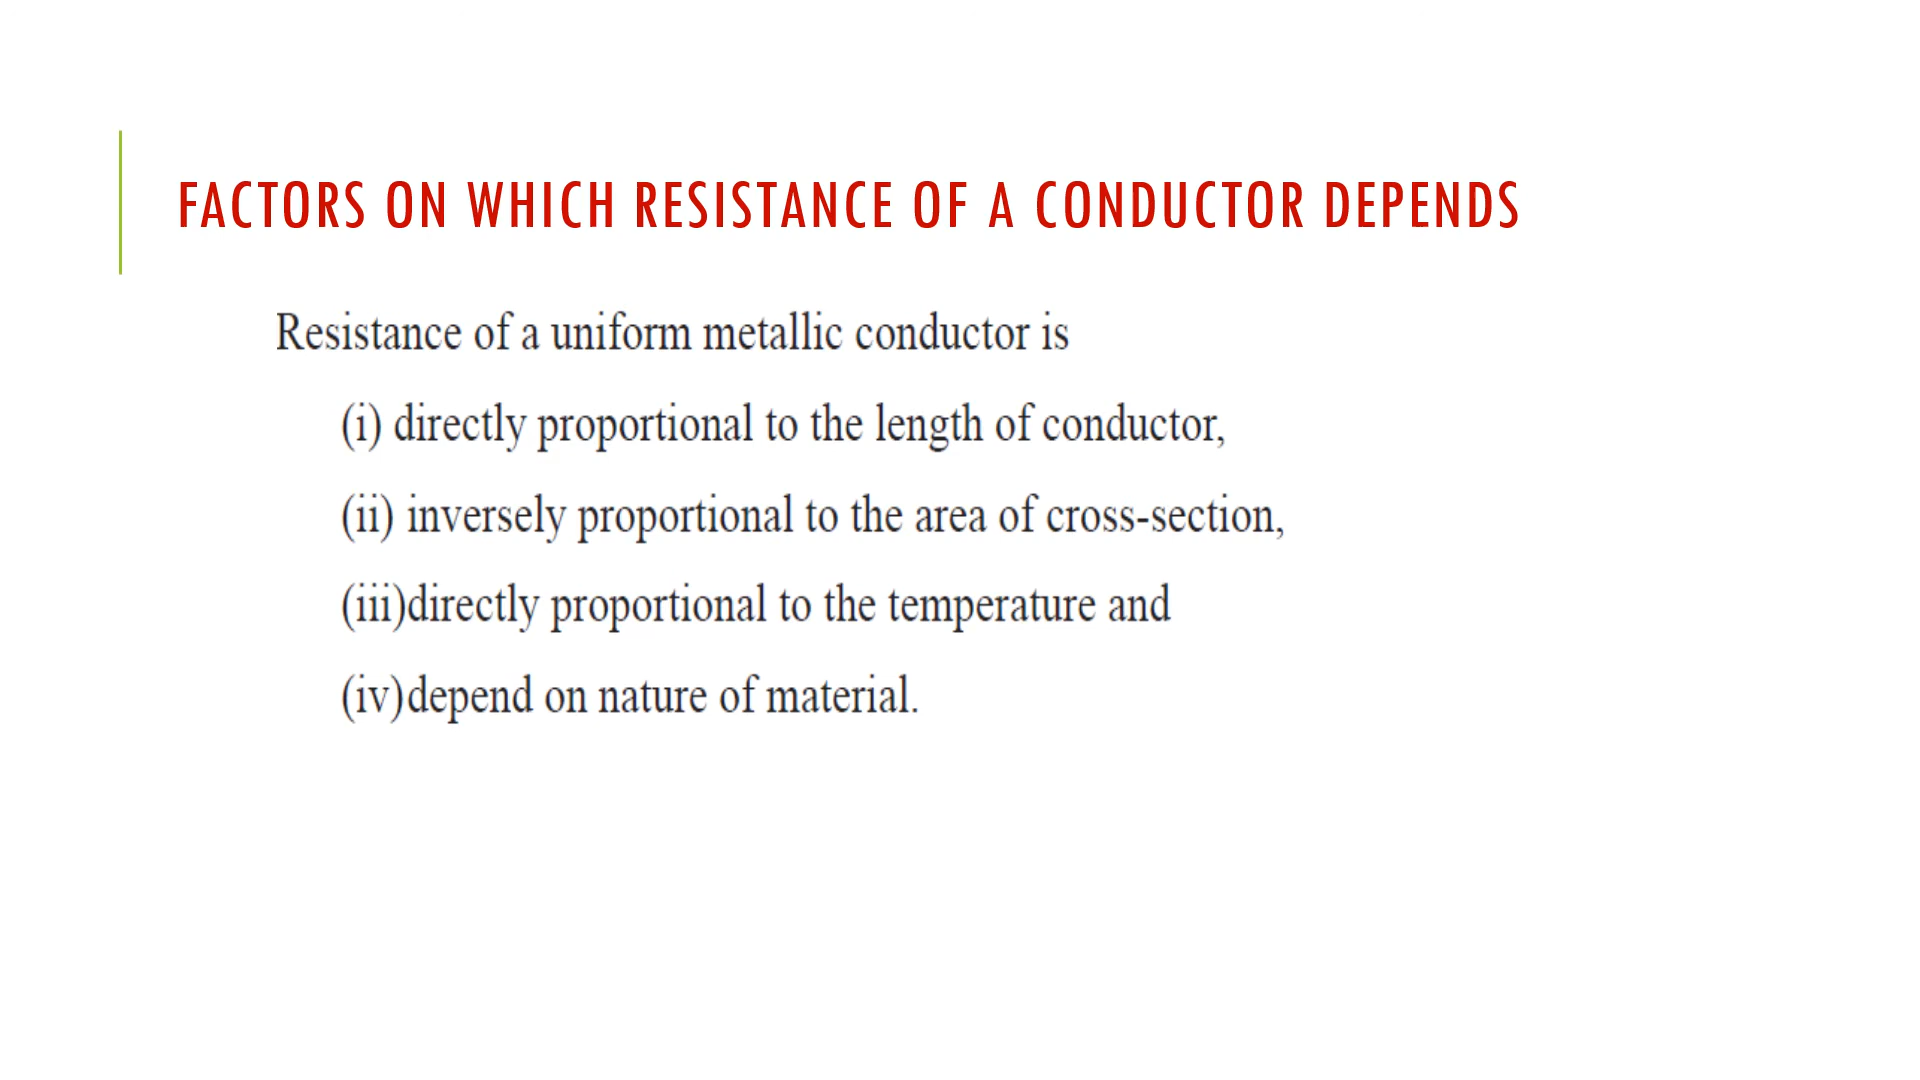 FACTORS ON WHICH RESISTANCE OF A CONDUCTOR DEPENDS
Resistance of a uniform metallic conductor is
(i) directly proportional to the length of conductor,
(ii) inversely proportional to the area of cross-section,
(iii)directly proportional to the temperature and
(iv)depend on nature of material.